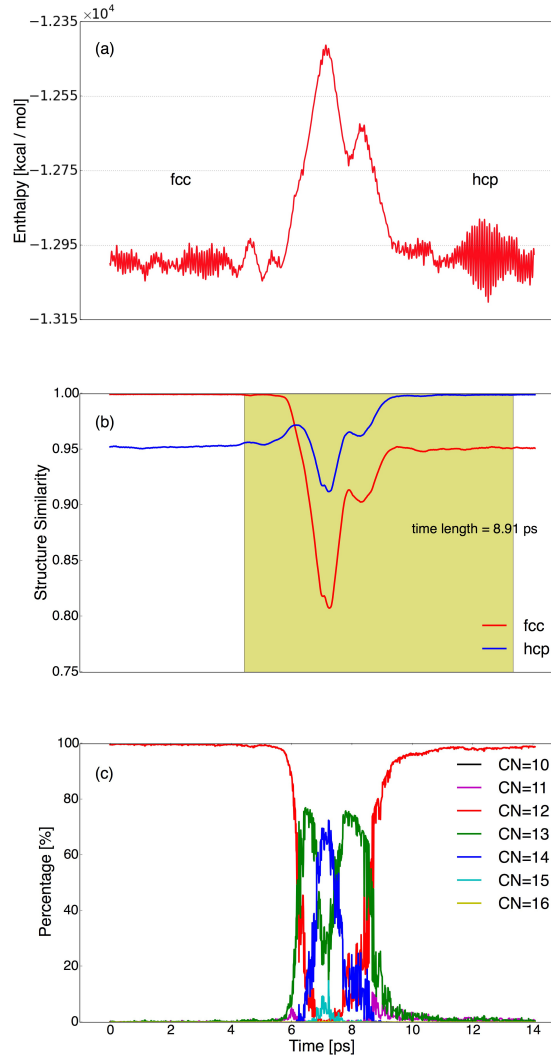 ×10⁴
−1.235
(a)
−1.255
−1.275
fcc
hcp
−1.295
−1.315
Enthalpy [kcal / mol]
1.00
(b)
0.95
0.90
time length = 8.91 ps
0.85
0.80
fcc
hcp
0.75
Structure Similarity
100
(c)
CN=10
CN=11
80
CN=12
CN=13
60
CN=14
CN=15
40
CN=16
20
0
Percentage [%]
0 2 4 6 8 10 12 14
Time [ps]